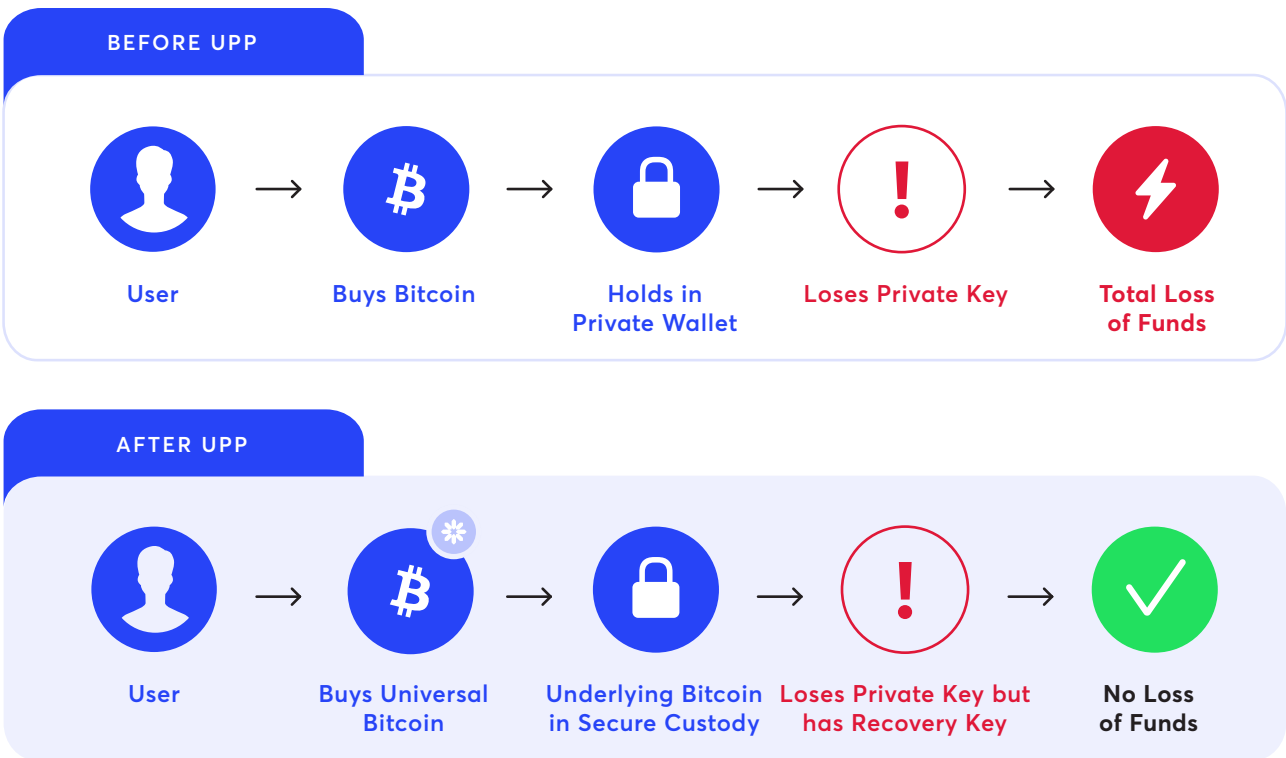 BEFORE UPP
User
Buys Bitcoin
Holds in
Private Wallet
Loses Private Key
Total Loss
of Funds
AFTER UPP
User
Buys Universal
Bitcoin
Underlying Bitcoin
in Secure Custody
Loses Private Key but
has Recovery Key
No Loss
of Funds